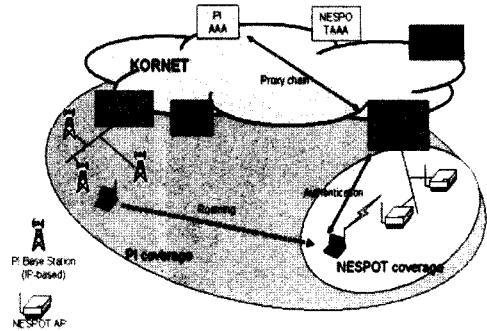 PI
AAA
NESPO
TAAA
KORNET
Proxy chain
Authentication
Roaming
PI coverage
NESPOT coverage
PI Base Station
(IP-based)
NESPOT AP